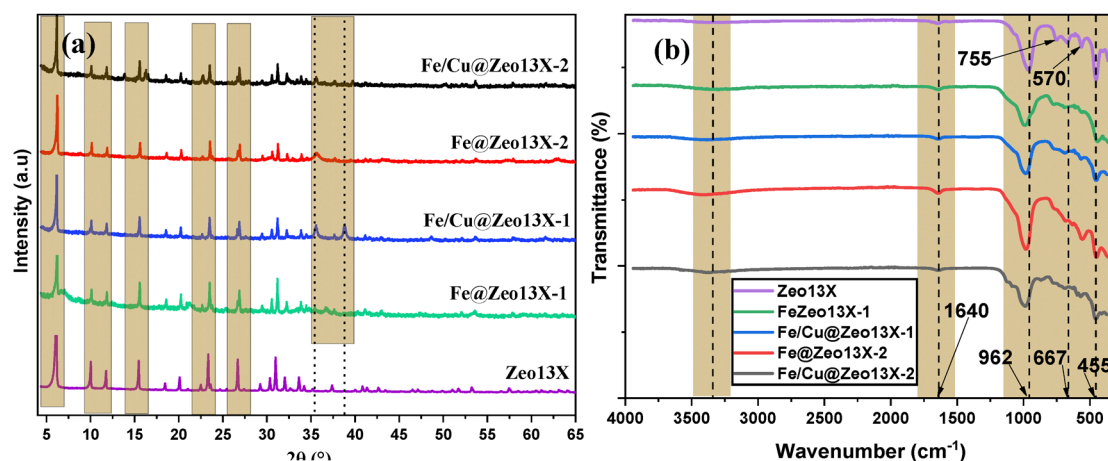 (a)
Fe/Cu@Zeo13X-2
Fe@Zeo13X-2
Fe/Cu@Zeo13X-1
Fe@Zeo13X-1
Zeo13X
Intensity (a.u)
5 10 15 20 25 30 35 40 45 50 55 60 65
2θ (°)
(b)
755
570
Transmittance (%)
Zeo13X
FeZeo13X-1
Fe/Cu@Zeo13X-1
Fe@Zeo13X-2
Fe/Cu@Zeo13X-2
1640
962
667
455
4000 3500 3000 2500 2000 1500 1000 500
Wavenumber (cm⁻¹)